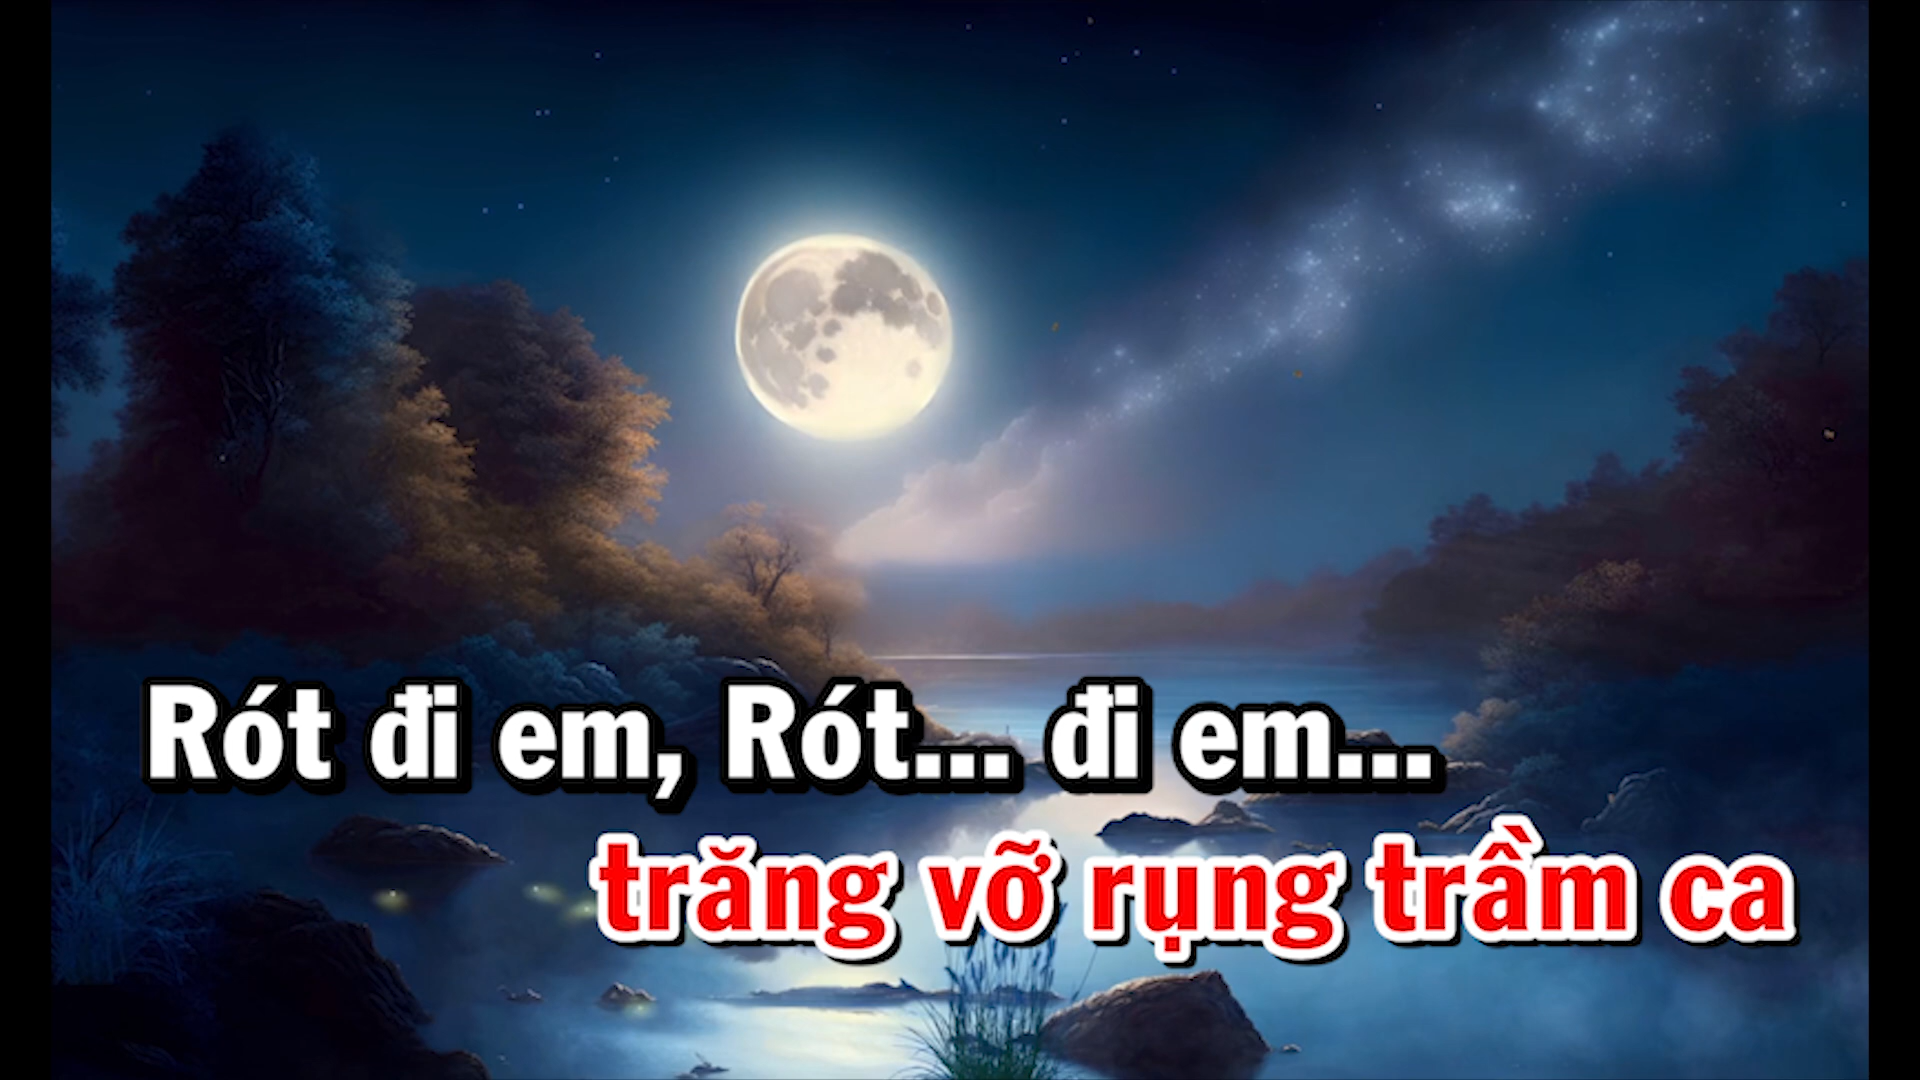 Rót đi em, Rót... đi em...
trăng vỡ rụng trầm ca